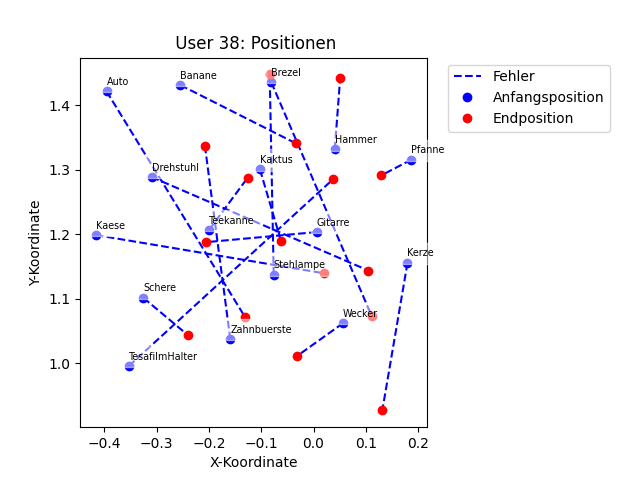 User 38: Positionen
Fehler
Anfangsposition
Endposition
Auto
Banane
Brezel
Hammer
Pfanne
Kaktus
Drehstuhl
Teekanne
Gitarre
Kaese
Kerze
Stehlampe
Schere
Wecker
Zahnbuerste
TesafilmHalter
Y-Koordinate
1.4
1.3
1.2
1.1
1.0
−0.4 −0.3 −0.2 −0.1 0.0 0.1 0.2
X-Koordinate